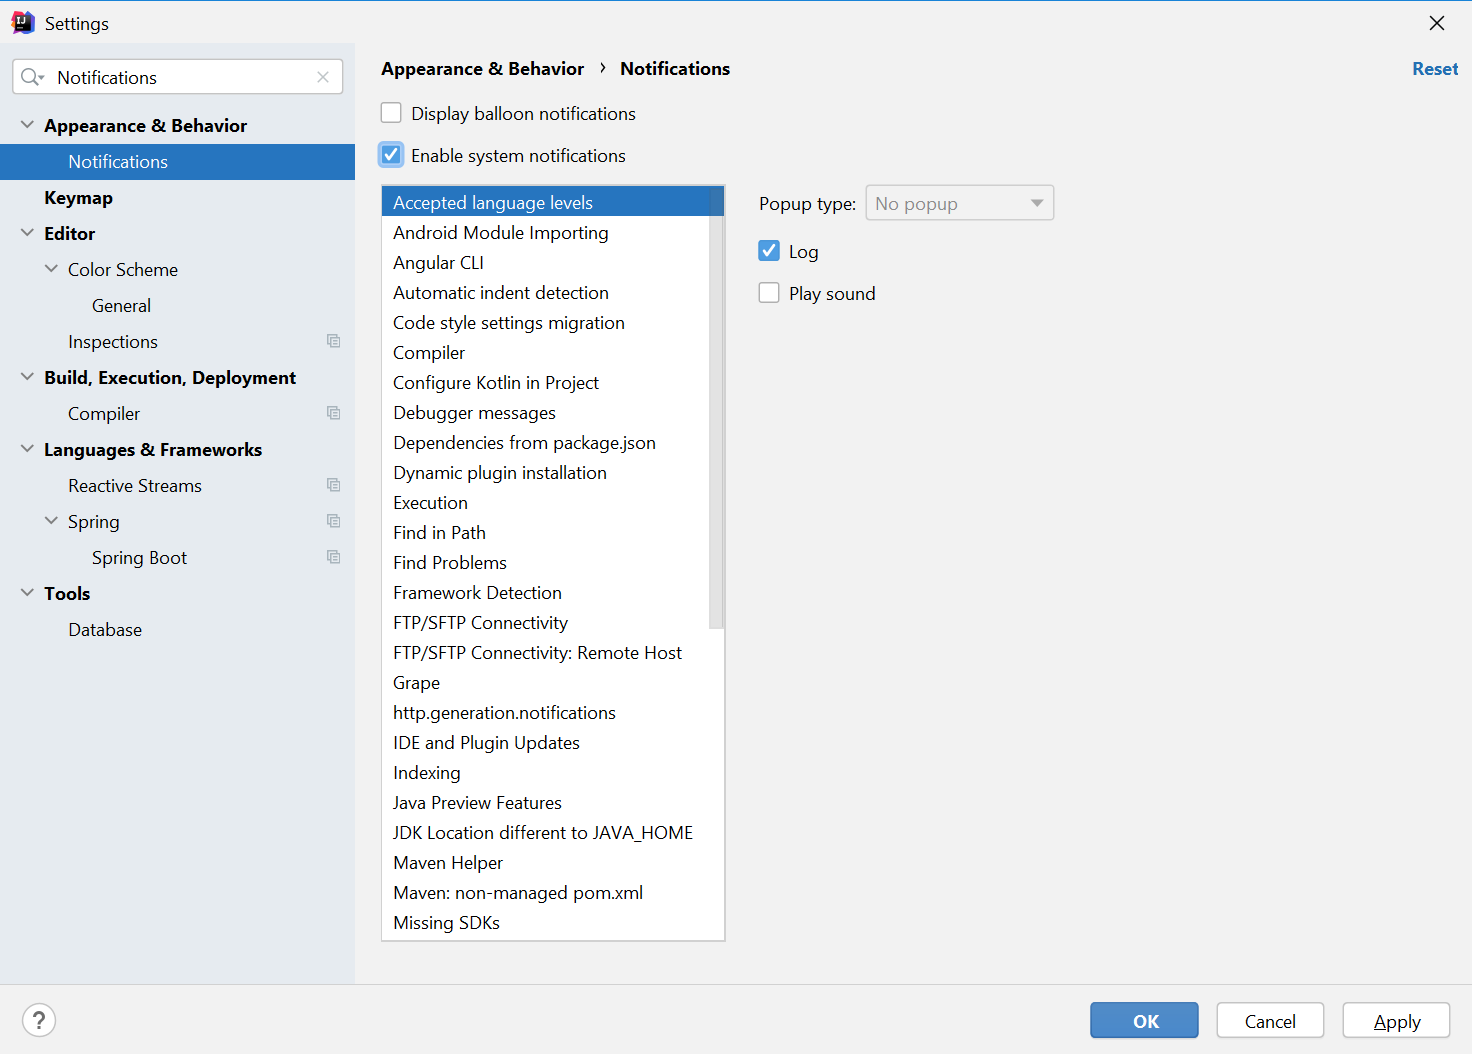 Settings
Notifications
Appearance & Behavior
Notifications
Keymap
Editor
Color Scheme
General
Inspections
Build, Execution, Deployment
Compiler
Languages & Frameworks
Reactive Streams
Spring
Spring Boot
Tools
Database
Appearance & Behavior › Notifications
Reset
Display balloon notifications
Enable system notifications
Accepted language levels
Android Module Importing
Angular CLI
Automatic indent detection
Code style settings migration
Compiler
Configure Kotlin in Project
Debugger messages
Dependencies from package.json
Dynamic plugin installation
Execution
Find in Path
Find Problems
Framework Detection
FTP/SFTP Connectivity
FTP/SFTP Connectivity: Remote Host
Grape
http.generation.notifications
IDE and Plugin Updates
Indexing
Java Preview Features
JDK Location different to JAVA_HOME
Maven Helper
Maven: non-managed pom.xml
Missing SDKs
Popup type: No popup
Log
Play sound
?
OK
Cancel
Apply